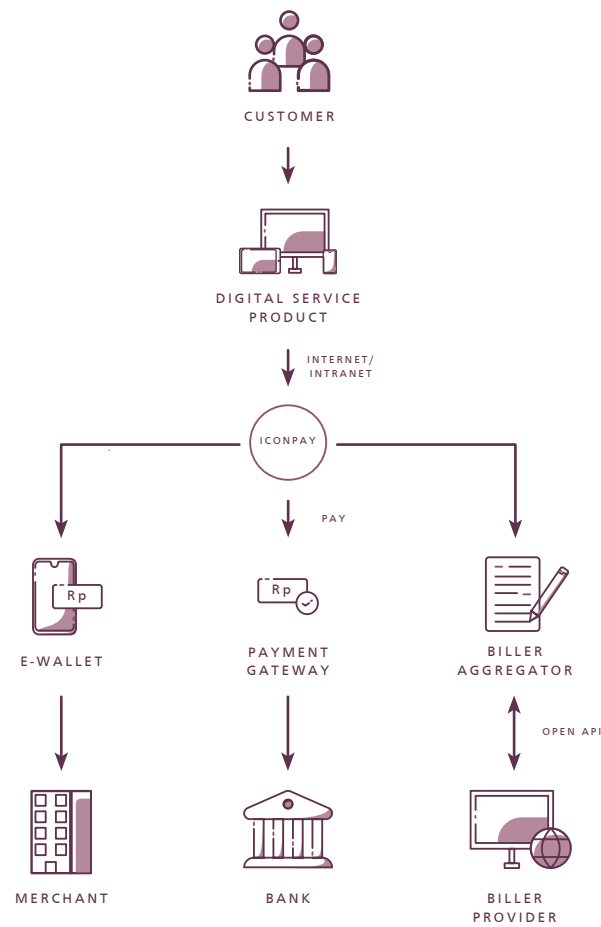 CUSTOMER
DIGITAL SERVICE
PRODUCT
INTERNET/
INTRANET
ICONPAY
PAY
Rp
Rp
E-WALLET
PAYMENT
GATEWAY
BILLER
AGGREGATOR
OPEN API
MERCHANT
BANK
BILLER
PROVIDER